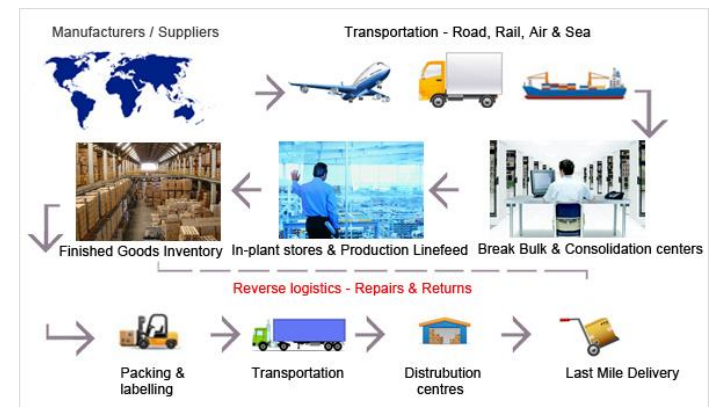 Manufacturers / Suppliers
Transportation - Road, Rail, Air & Sea
Finished Goods Inventory
In-plant stores & Production Linefeed
Break Bulk & Consolidation centers
Reverse logistics - Repairs & Returns
Packing &
labelling
Transportation
Distrubution
centres
Last Mile Delivery